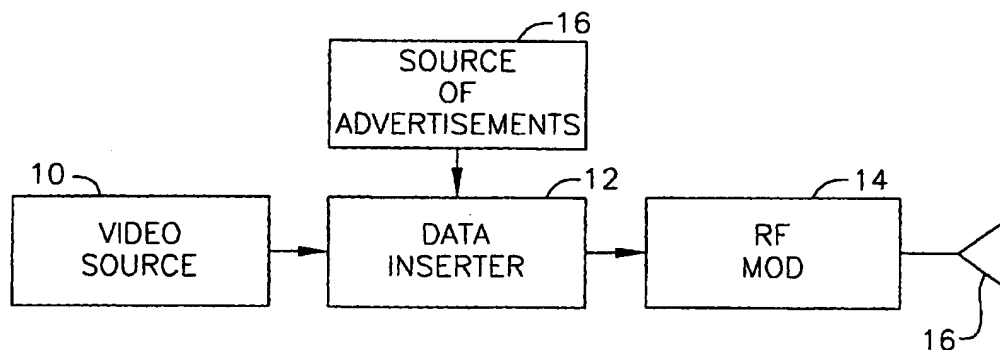 16
SOURCE
OF
ADVERTISEMENTS
10
VIDEO
SOURCE
12
DATA
INSERTER
14
RF
MOD
16